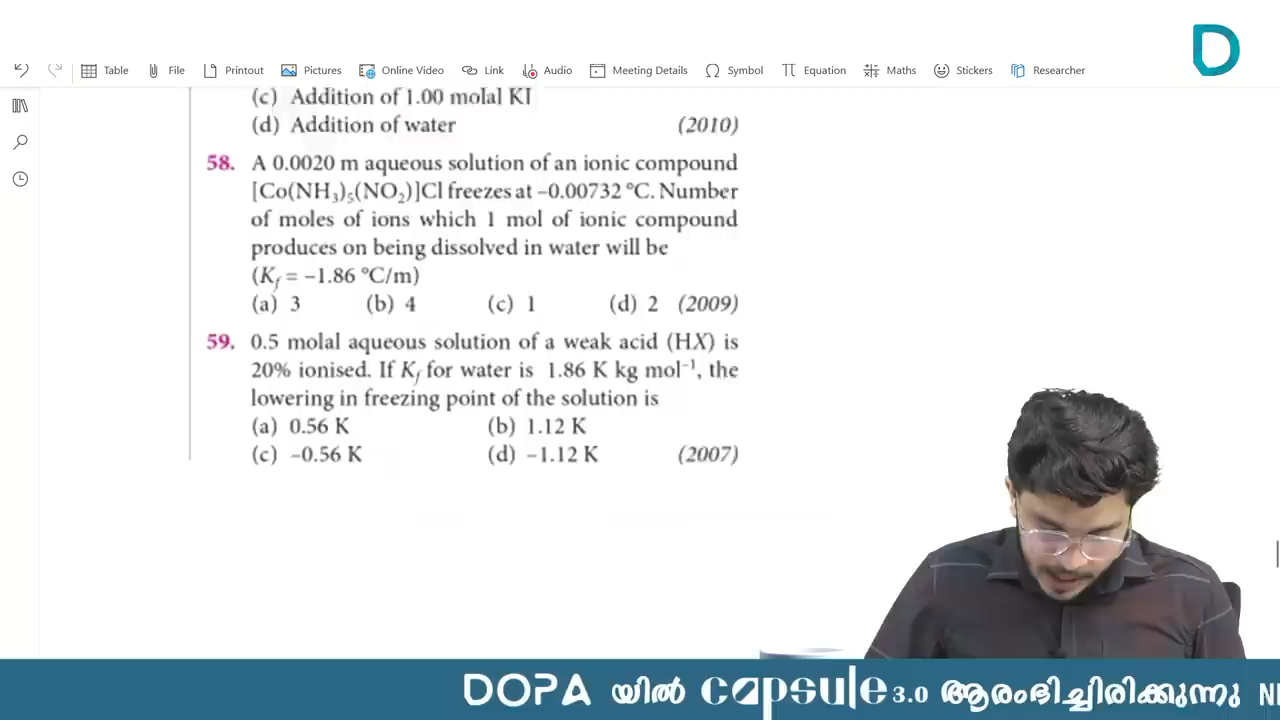 D
Table File Printout Pictures Online Video Link Audio Meeting Details Symbol Equation Maths Stickers Researcher
(c) Addition of 1.00 molal KI
(d) Addition of water (2010)
58. A 0.0020 m aqueous solution of an ionic compound
[Co(NH₃)₅(NO₂)]Cl freezes at –0.00732 °C. Number
of moles of ions which 1 mol of ionic compound
produces on being dissolved in water will be
(K_f = –1.86 °C/m)
(a) 3 (b) 4 (c) 1 (d) 2 (2009)
59. 0.5 molal aqueous solution of a weak acid (HX) is
20% ionised. If K_f for water is 1.86 K kg mol⁻¹, the
lowering in freezing point of the solution is
(a) 0.56 K (b) 1.12 K
(c) –0.56 K (d) –1.12 K (2007)
DOPA യിൽ capsule 3.0 ആരംഭിച്ചിരിക്കുന്നു